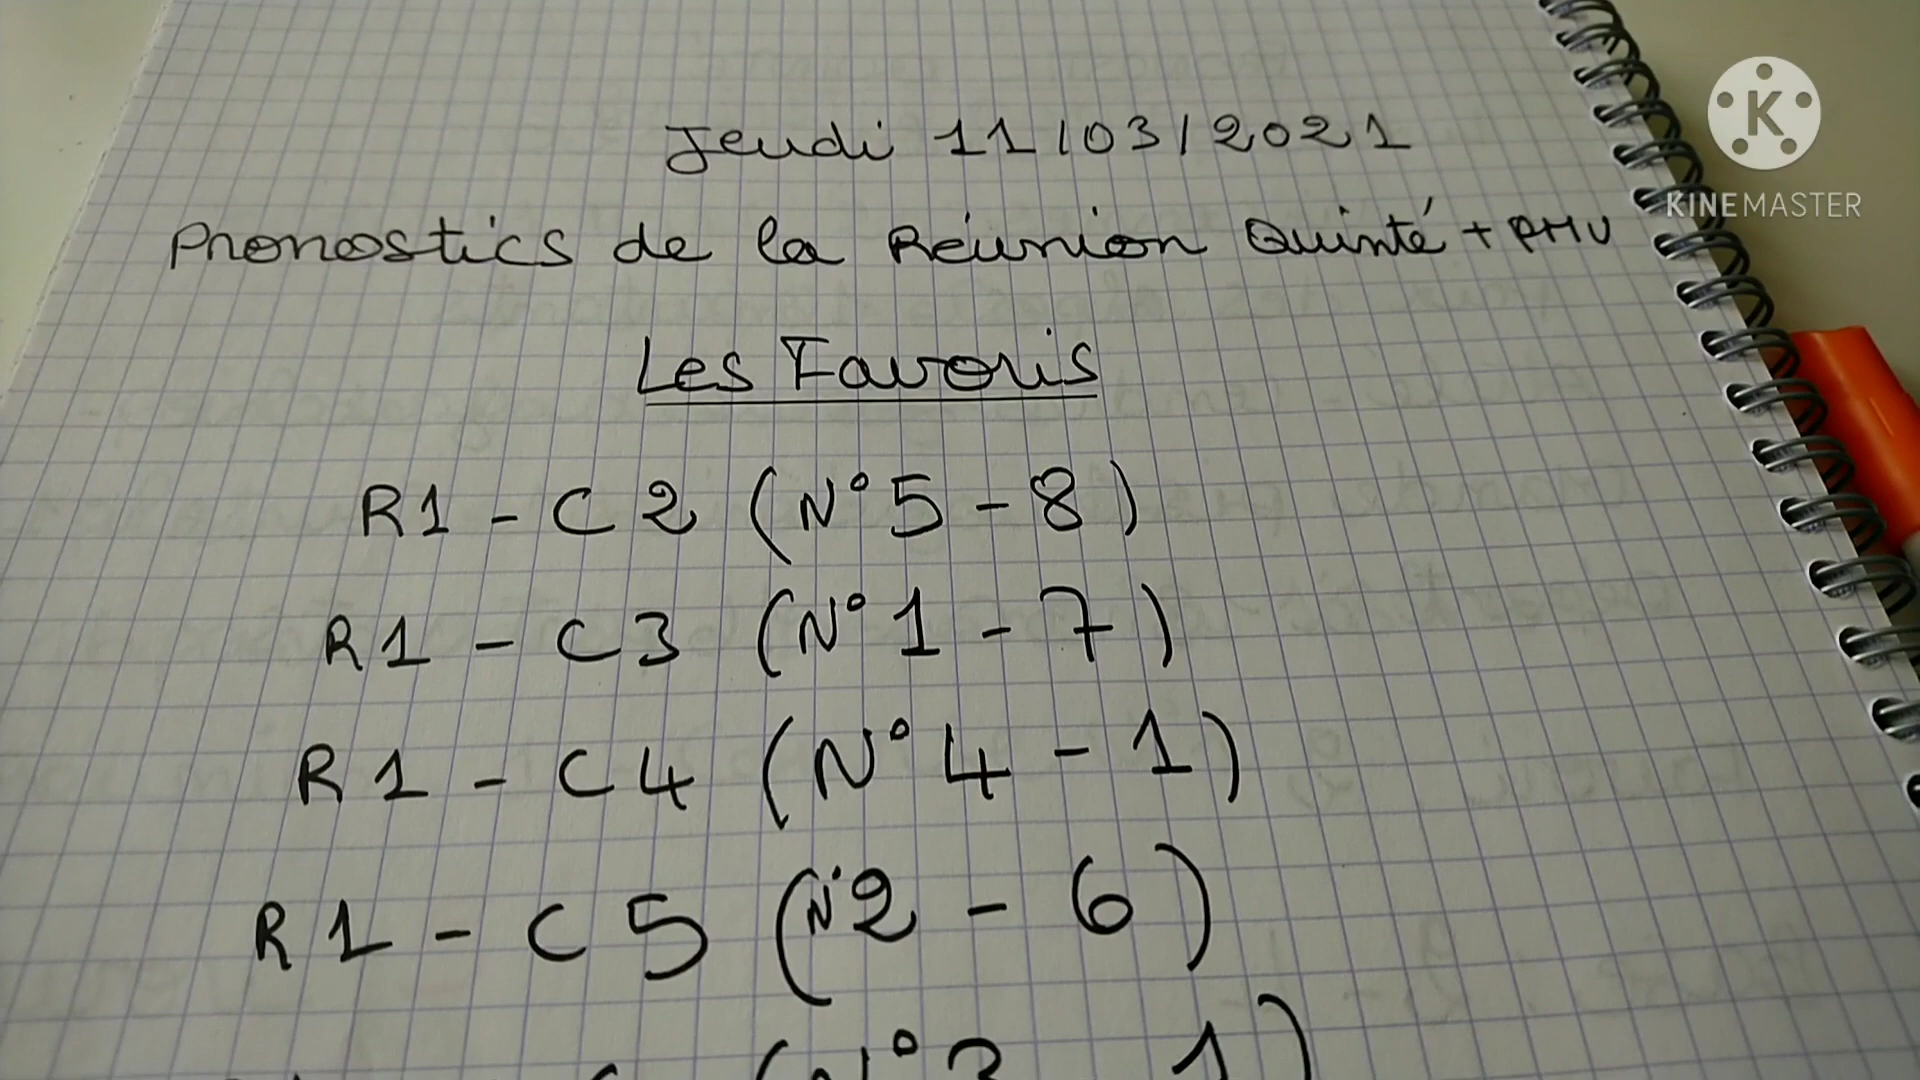 Jeudi 11/03/2021
Pronostics de la Réunion Quinté + PMU
Les Favoris
R1 - C2 (N°5 - 8)
R1 - C3 (N°1 - 7)
R1 - C4 (N°4 - 1)
R1 - C5 (N°2 - 6)
K
KINEMASTER